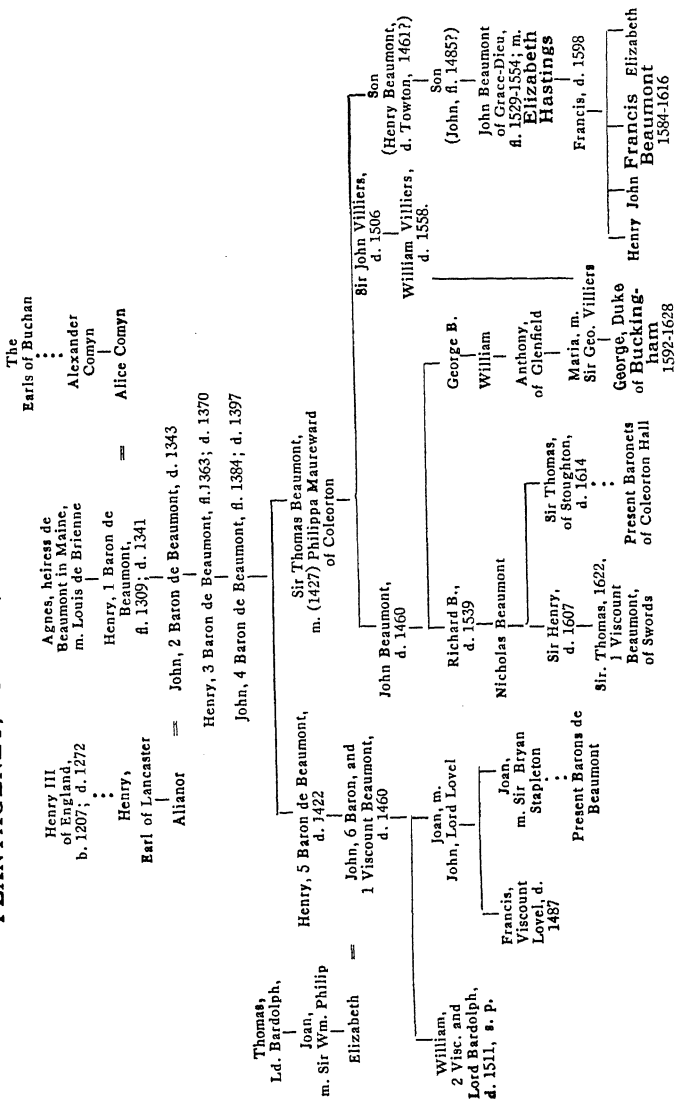 The
Earls of Buchan
Alexander
Comyn
Alice Comyn
=
Agnes, heiress de
Beaumont in Maine,
m. Louis de Brienne
Henry, 1 Baron de
Beaumont,
fl. 1309; d. 1341
Henry III
of England,
b. 1207; d. 1272
Henry,
Earl of Lancaster
Alianor
=
John, 2 Baron de Beaumont, d. 1343
Henry, 3 Baron de Beaumont, fl. 1363; d. 1370
John, 4 Baron de Beaumont, fl. 1384; d. 1397
Thomas,
Ld. Bardolph,
Joan,
m. Sir Wm. Philip
Elizabeth
=
Henry, 5 Baron de Beaumont,
d. 1422
John, 6 Baron, and
1 Viscount Beaumont,
d. 1460
William,
2 Visc. and
Lord Bardolph,
d. 1511, s. p.
Joan, m.
John, Lord Lovel
Francis,
Viscount
Lovel, d.
1487
Joan,
m. Sir Bryan
Stapleton
Present Barons de
Beaumont
Sir Thomas Beaumont,
m. (1427) Philippa Maureward
of Coleorton
John Beaumont,
d. 1460
Richard B.,
d. 1539
Nicholas Beaumont
Sir Henry,
d. 1607
Sir. Thomas, 1622,
1 Viscount
Beaumont,
of Swords
Sir Thomas,
of Stoughton,
d. 1614
Present Baronets
of Coleorton Hall
George B.
William
Anthony,
of Glenfield
Maria, m.
Sir Geo. Villiers
George, Duke
of Bucking-
ham
1592-1628
Sir John Villiers,
d. 1506
William Villiers,
d. 1558.
Son
(Henry Beaumont,
d. Towton, 1461?)
Son
(John, fl. 1485?)
John Beaumont
of Grace-Dieu,
fl. 1529-1554; m.
Elizabeth
Hastings
Francis, d. 1598
Henry John Francis Elizabeth
Beaumont
1584-1616